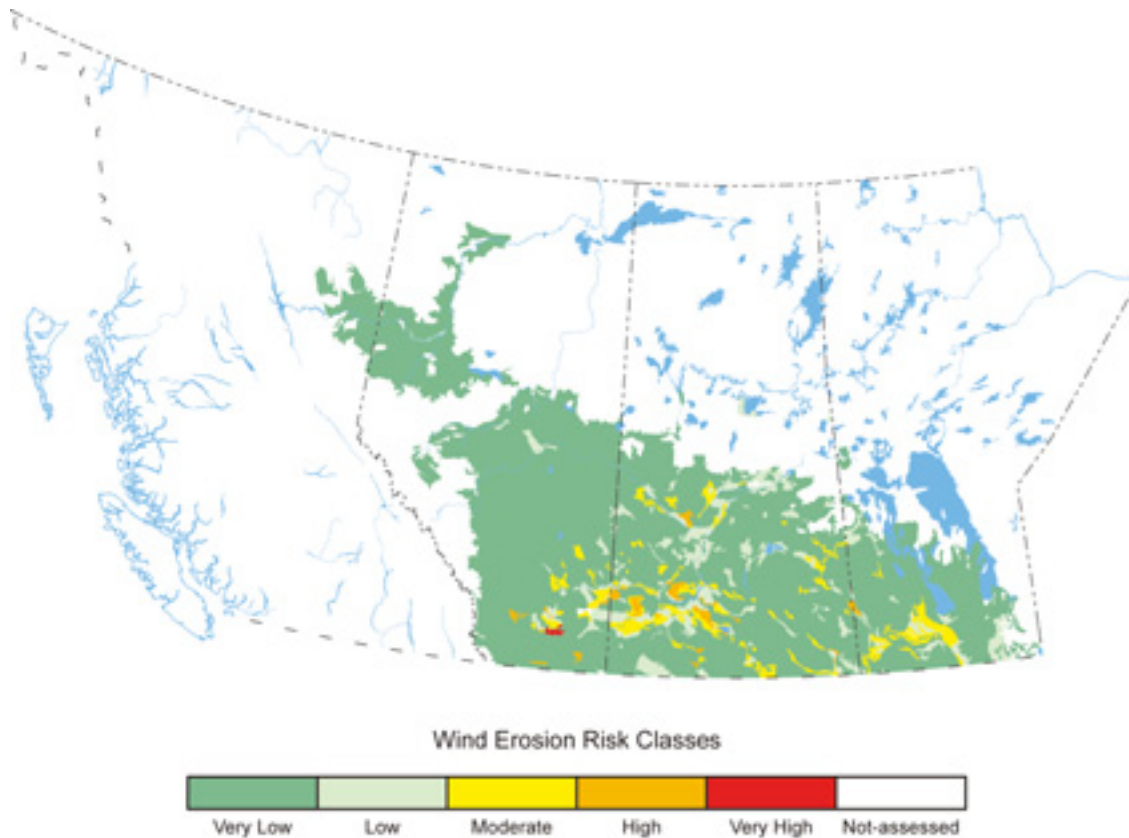 Wind Erosion Risk Classes
Very Low Low Moderate High Very High Not-assessed